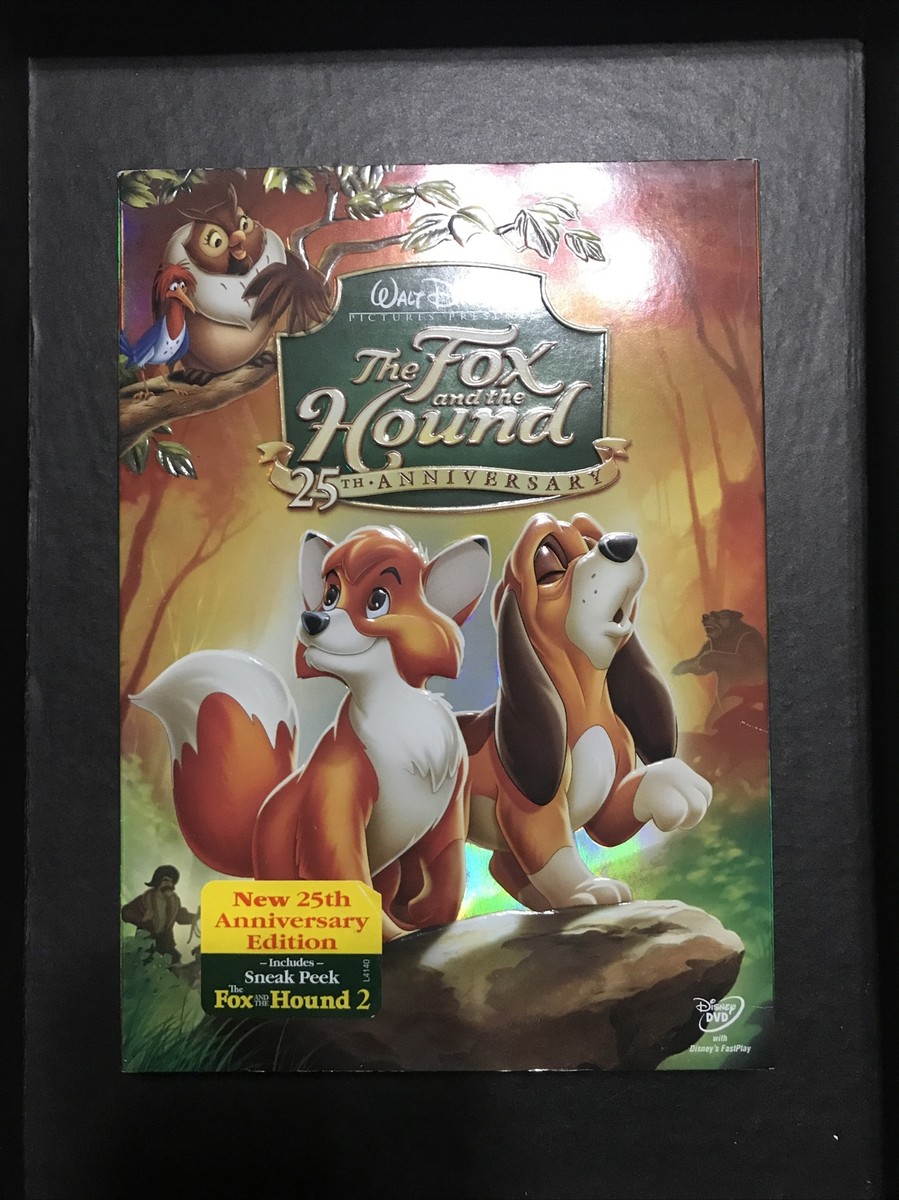 WALT
PICTURES PRESENTS
The Fox
and the
Hound
25TH · ANNIVERSARY
New 25th
Anniversary
Edition
– Includes –
Sneak Peek
The
Fox AND THE Hound 2
L4140
Disney
DVD
with
Disney's FastPlay